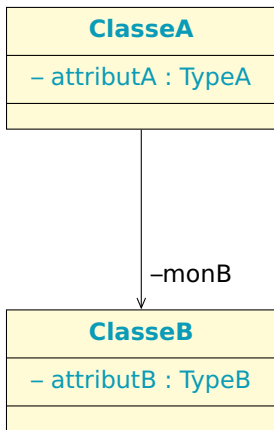 ClasseA
– attributA : TypeA
–monB
ClasseB
– attributB : TypeB